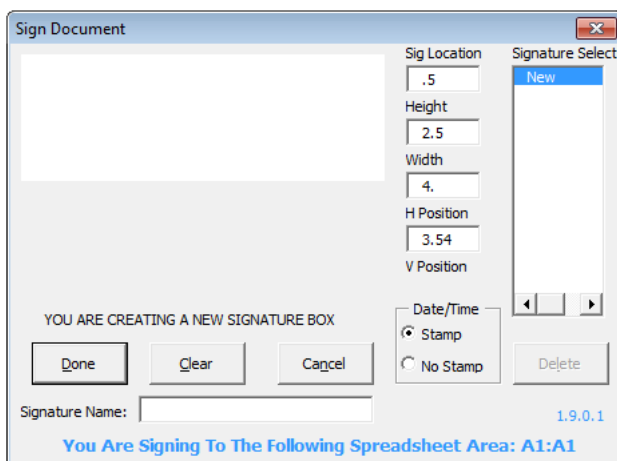 Sign Document
Sig Location
.5
Height
2.5
Width
4.
H Position
3.54
V Position
Signature Select
New
YOU ARE CREATING A NEW SIGNATURE BOX
Date/Time
Stamp
No Stamp
Done
Clear
Cancel
Delete
Signature Name:
1.9.0.1
You Are Signing To The Following Spreadsheet Area: A1:A1